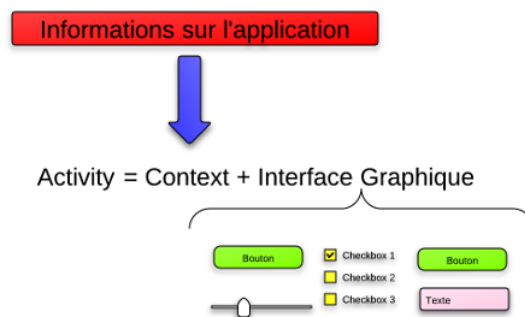 Informations sur l'application
Activity = Context + Interface Graphique
Bouton
Checkbox 1
Bouton
Checkbox 2
Checkbox 3
Texte